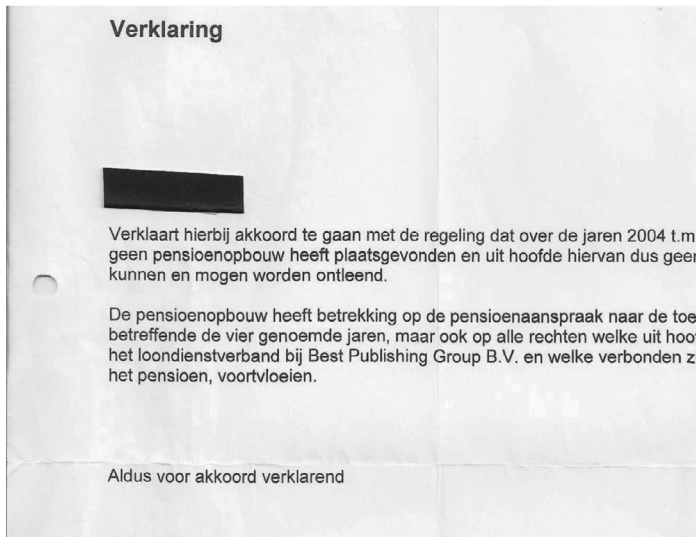 Verklaring
Verklaart hierbij akkoord te gaan met de regeling dat over de jaren 2004 t.m
geen pensioenopbouw heeft plaatsgevonden en uit hoofde hiervan dus
kunnen en mogen worden ontleend.
De pensioenopbouw heeft betrekking op de pensioenaanspraak naar de
betreffende de vier genoemde jaren, maar ook op alle rechten welke uit
het loondienstverband bij Best Publishing Group B.V. en welke verbonden
het pensioen, voortvloeien.
Aldus voor akkoord verklarend